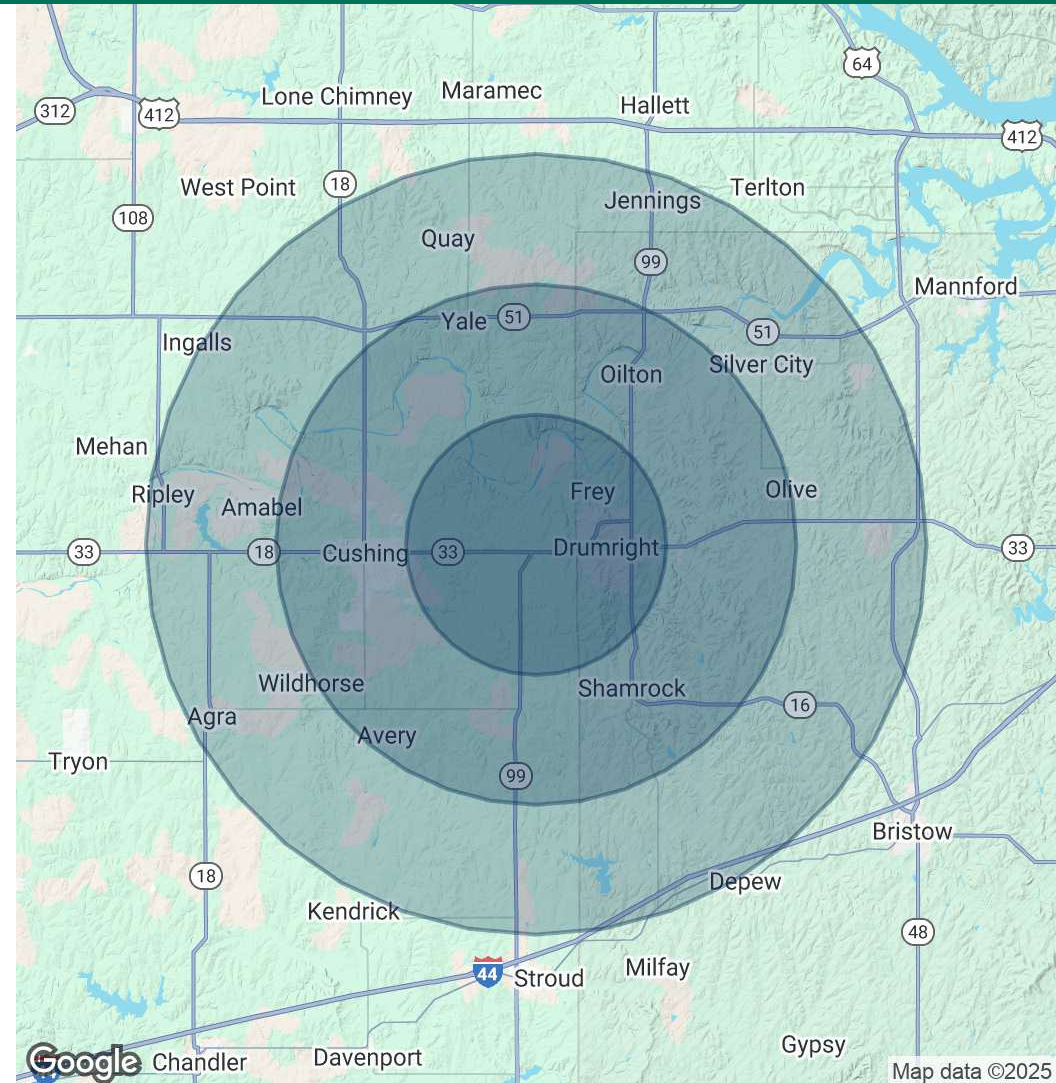 64
Lone Chimney
Maramec
Hallett
312
412
412
West Point
18
Jennings
Terlton
108
Quay
99
Mannford
Yale
51
51
Ingalls
Silver City
Oilton
Mehan
Ripley
Amabel
Frey
Olive
33
18
Cushing
33
Drumright
33
Wildhorse
Shamrock
16
Agra
Avery
Tryon
99
Bristow
18
Depew
Kendrick
48
44
Stroud
Milfay
Gypsy
Google
Chandler
Davenport
Map data ©2025